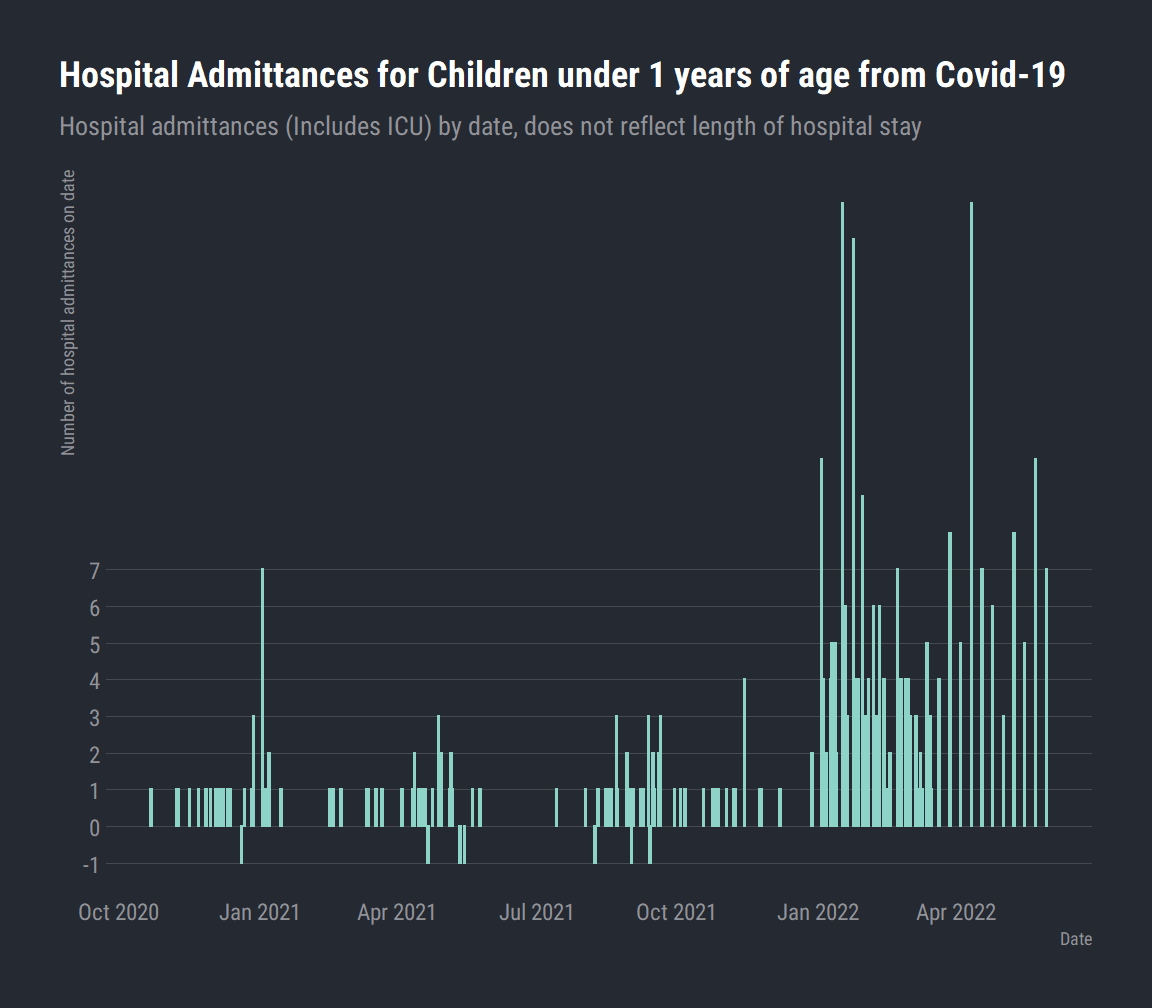 Hospital Admittances for Children under 1 years of age from Covid-19
Hospital admittances (Includes ICU) by date, does not reflect length of hospital stay
Number of hospital admittances on date
7
6
5
4
3
2
1
0
-1
Oct 2020 Jan 2021 Apr 2021 Jul 2021 Oct 2021 Jan 2022 Apr 2022
Date